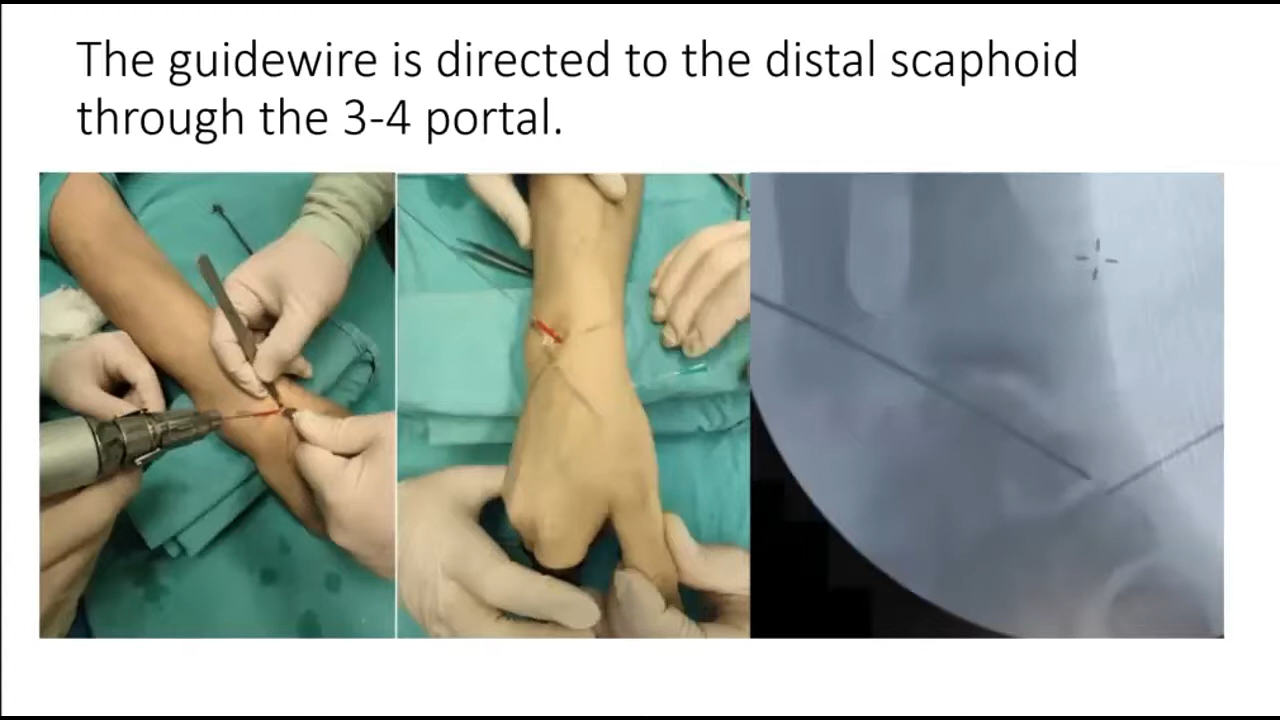 The guidewire is directed to the distal scaphoid
through the 3-4 portal.